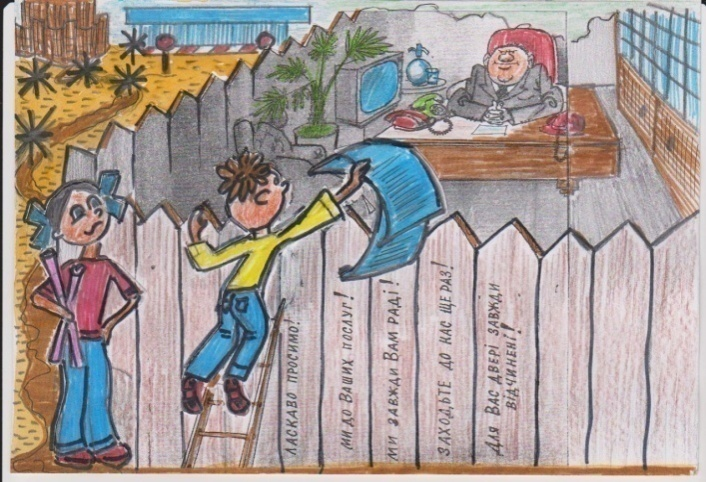 ЛАСКАВО ПРОСИМО!
МИ ДО ВАШИХ ПОСЛУГ!
МИ ЗАВЖДИ ВАМ РАДІ!
ЗАХОДЬТЕ ДО НАС ЩЕ РАЗ!
ДЛЯ ВАС ДВЕРІ ЗАВЖДИ
ВІДЧИНЕНІ!